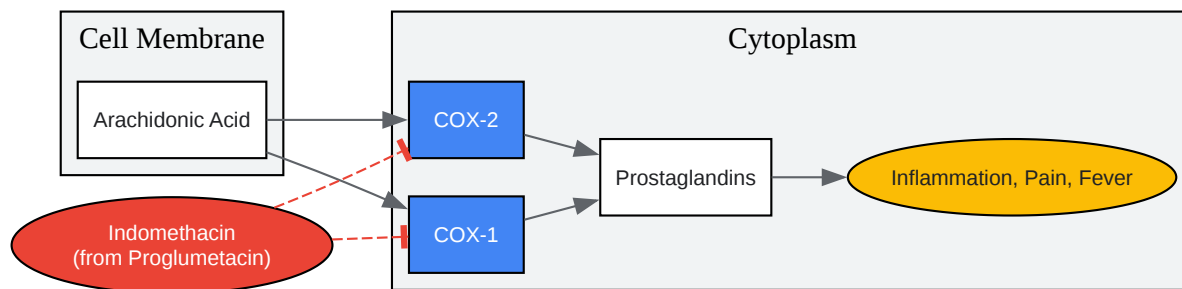 Cell Membrane
Cytoplasm
Arachidonic Acid
COX-2
Prostaglandins
Inflammation, Pain, Fever
Indomethacin
(from Proglumetacin)
COX-1